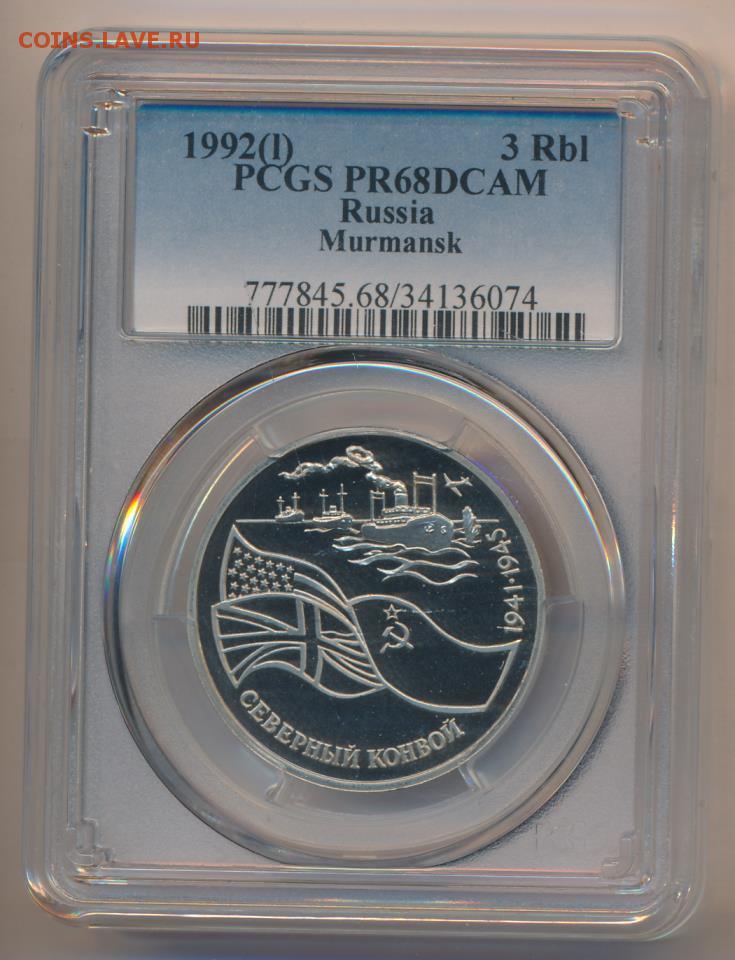 COINS.LAVE.RU
1992(l) 3 Rbl
PCGS PR68DCAM
Russia
Murmansk
777845.68/34136074
1941·1945
СЕВЕРНЫЙ КОНВОЙ